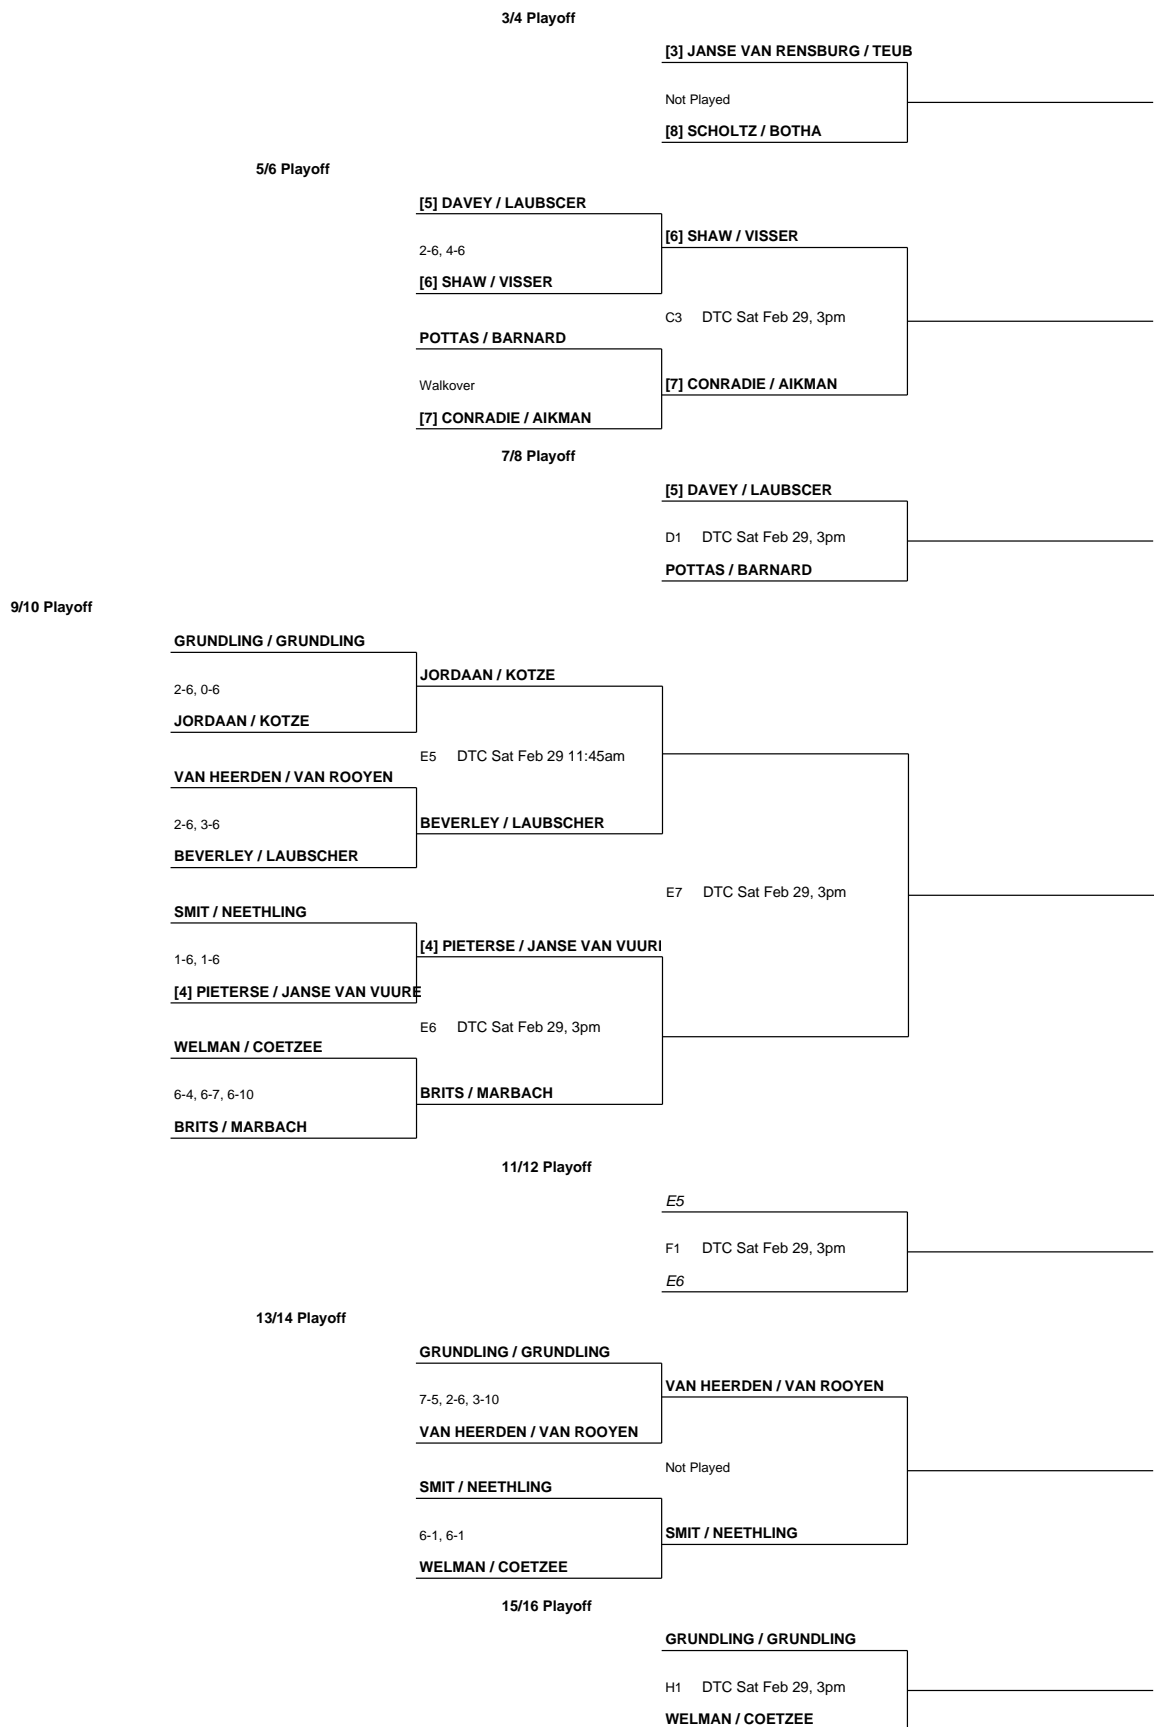 3/4 Playoff
[3] JANSE VAN RENSBURG / TEUB
Not Played
[8] SCHOLTZ / BOTHA
5/6 Playoff
[5] DAVEY / LAUBSCER
[6] SHAW / VISSER
2-6, 4-6
[6] SHAW / VISSER
C3 DTC Sat Feb 29, 3pm
POTTAS / BARNARD
Walkover
[7] CONRADIE / AIKMAN
[7] CONRADIE / AIKMAN
7/8 Playoff
[5] DAVEY / LAUBSCER
D1 DTC Sat Feb 29, 3pm
POTTAS / BARNARD
9/10 Playoff
GRUNDLING / GRUNDLING
JORDAAN / KOTZE
2-6, 0-6
JORDAAN / KOTZE
E5 DTC Sat Feb 29 11:45am
VAN HEERDEN / VAN ROOYEN
2-6, 3-6
BEVERLEY / LAUBSCHER
BEVERLEY / LAUBSCHER
E7 DTC Sat Feb 29, 3pm
SMIT / NEETHLING
[4] PIETERSE / JANSE VAN VUURI
1-6, 1-6
[4] PIETERSE / JANSE VAN VUURE
E6 DTC Sat Feb 29, 3pm
WELMAN / COETZEE
6-4, 6-7, 6-10
BRITS / MARBACH
BRITS / MARBACH
11/12 Playoff
E5
F1 DTC Sat Feb 29, 3pm
E6
13/14 Playoff
GRUNDLING / GRUNDLING
VAN HEERDEN / VAN ROOYEN
7-5, 2-6, 3-10
VAN HEERDEN / VAN ROOYEN
Not Played
SMIT / NEETHLING
6-1, 6-1
SMIT / NEETHLING
WELMAN / COETZEE
15/16 Playoff
GRUNDLING / GRUNDLING
H1 DTC Sat Feb 29, 3pm
WELMAN / COETZEE